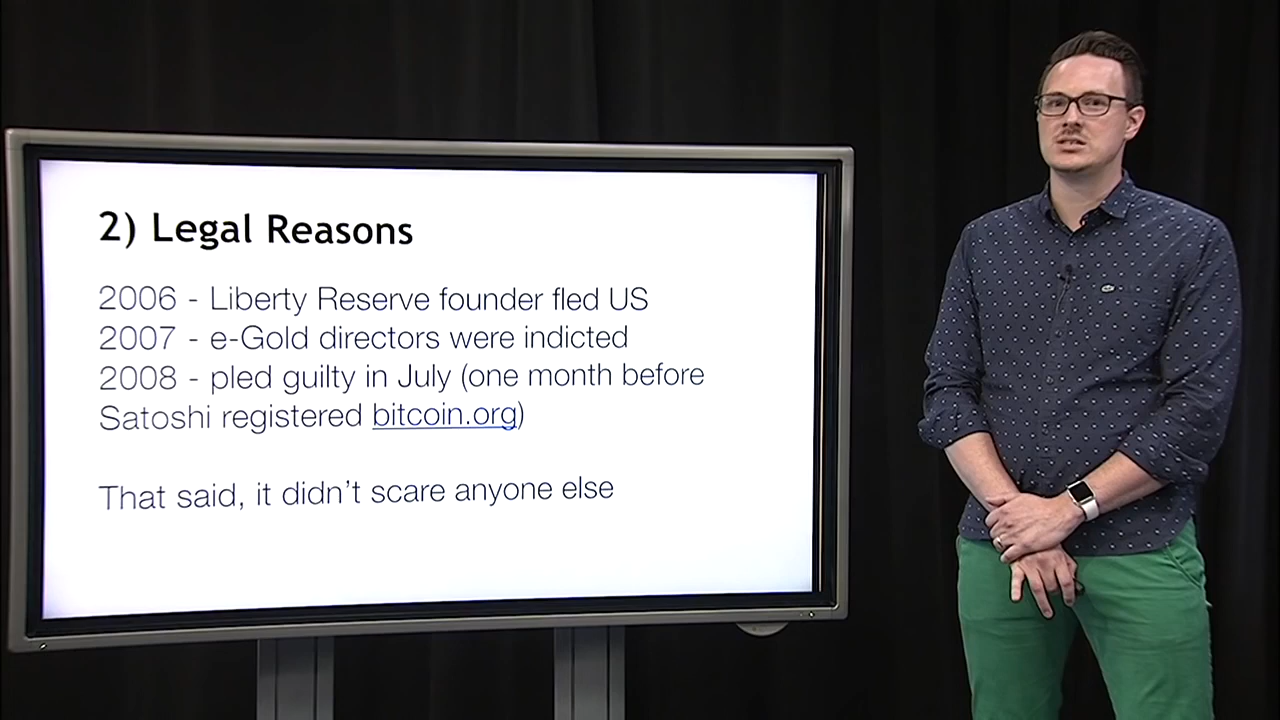 2) Legal Reasons
2006 - Liberty Reserve founder fled US
2007 - e-Gold directors were indicted
2008 - pled guilty in July (one month before
Satoshi registered bitcoin.org)
That said, it didn't scare anyone else